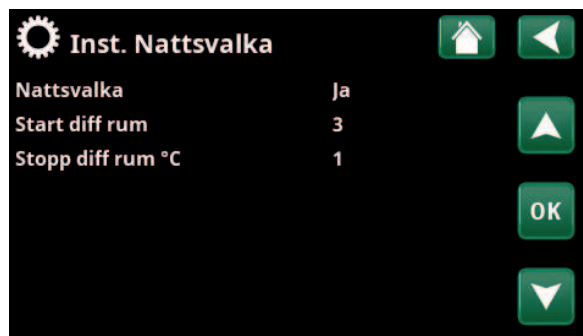 Inst. Nattsvalka
Nattsvalka Ja
Start diff rum 3
Stopp diff rum °C 1
OK